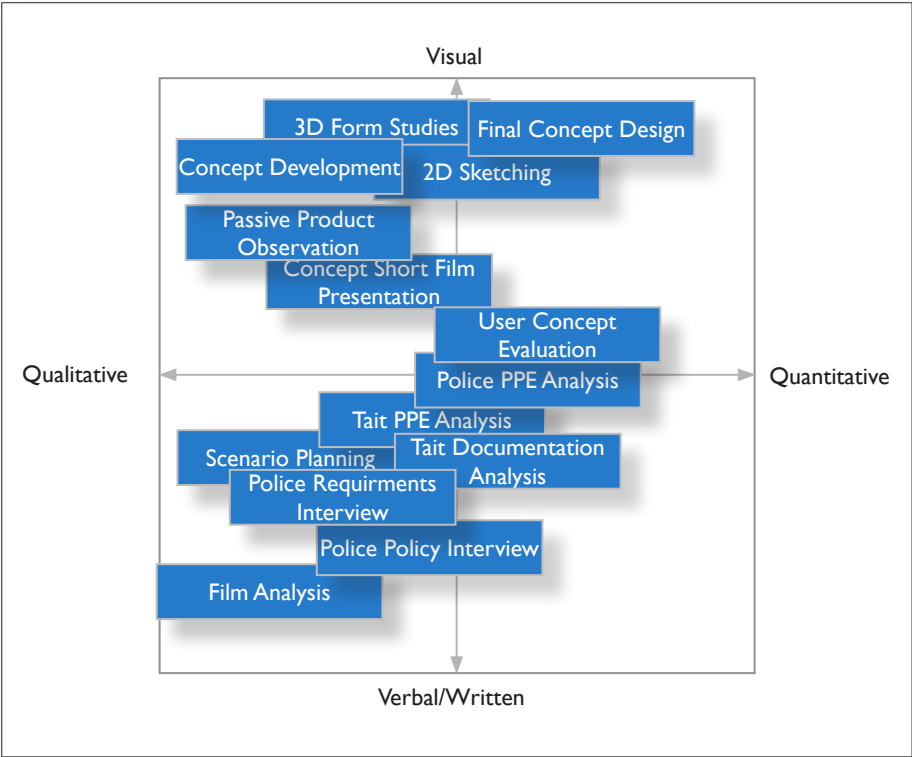 Visual
3D Form Studies
Final Concept Design
Concept Development
2D Sketching
Passive Product
Observation
Concept Short Film
Presentation
User Concept
Evaluation
Qualitative
Police PPE Analysis
Quantitative
Tait PPE Analysis
Scenario Planning
Tait Documentation
Analysis
Police Requirments
Interview
Police Policy Interview
Film Analysis
Verbal/Written